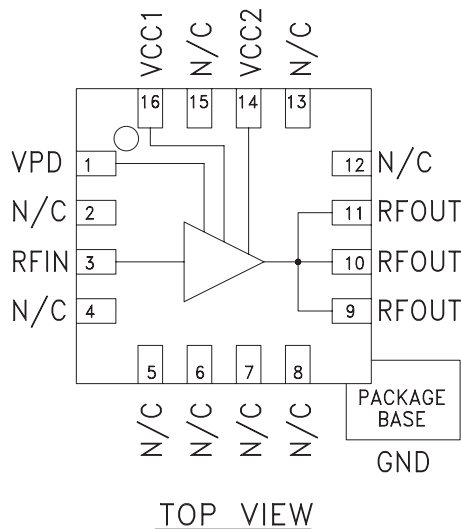 VCC1
N/C
VCC2
N/C
16
15
14
13
VPD
1
12
N/C
N/C
2
11
RFOUT
RFIN
3
10
RFOUT
N/C
4
9
RFOUT
5
6
7
8
N/C
N/C
N/C
N/C
PACKAGE
BASE
GND
TOP VIEW